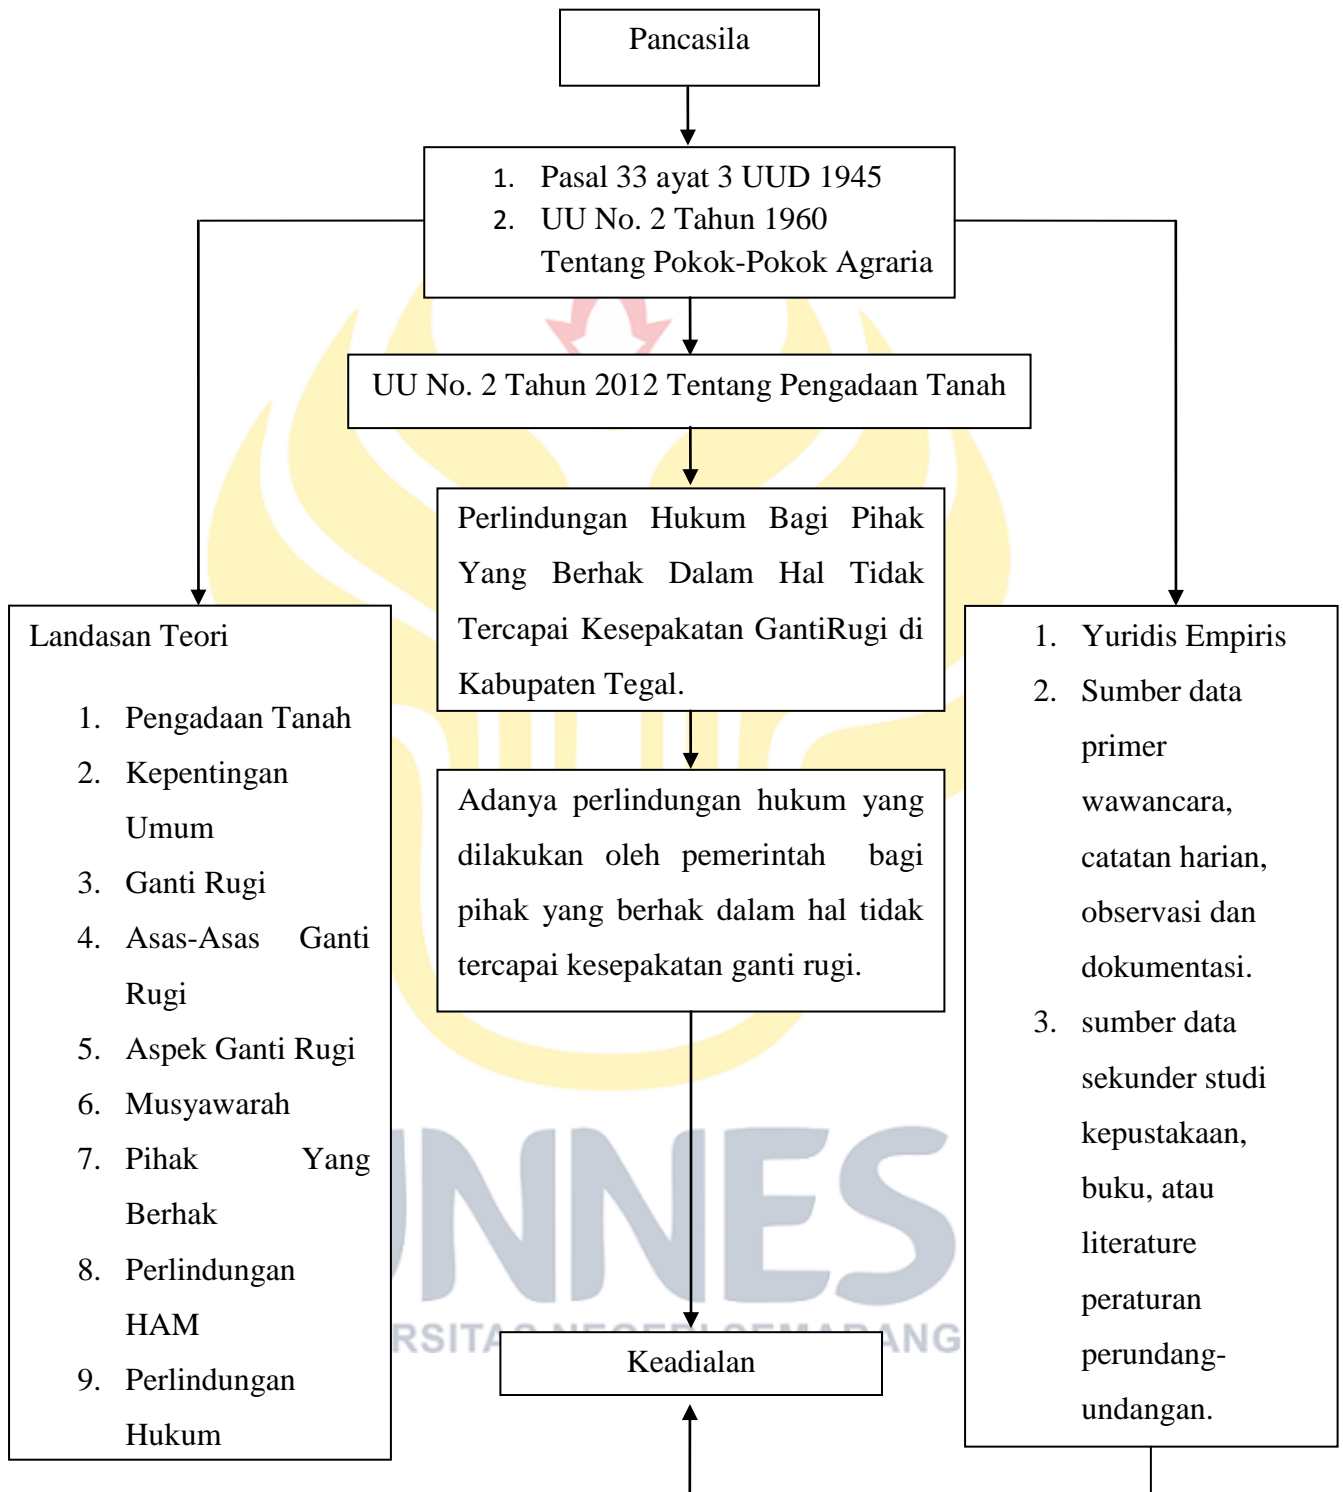 Pancasila
1. Pasal 33 ayat 3 UUD 1945
2. UU No. 2 Tahun 1960
Tentang Pokok-Pokok Agraria
UU No. 2 Tahun 2012 Tentang Pengadaan Tanah
Perlindungan Hukum Bagi Pihak
Yang Berhak Dalam Hal Tidak
Tercapai Kesepakatan GantiRugi di
Kabupaten Tegal.
Landasan Teori
1. Pengadaan Tanah
2. Kepentingan
Umum
3. Ganti Rugi
4. Asas-Asas Ganti
Rugi
5. Aspek Ganti Rugi
6. Musyawarah
7. Pihak Yang
Berhak
8. Perlindungan
HAM
9. Perlindungan
Hukum
Adanya perlindungan hukum yang
dilakukan oleh pemerintah bagi
pihak yang berhak dalam hal tidak
tercapai kesepakatan ganti rugi.
1. Yuridis Empiris
2. Sumber data
primer
wawancara,
catatan harian,
observasi dan
dokumentasi.
3. sumber data
sekunder studi
kepustakaan,
buku, atau
literature
peraturan
perundang-
undangan.
Keadialan
UNNES